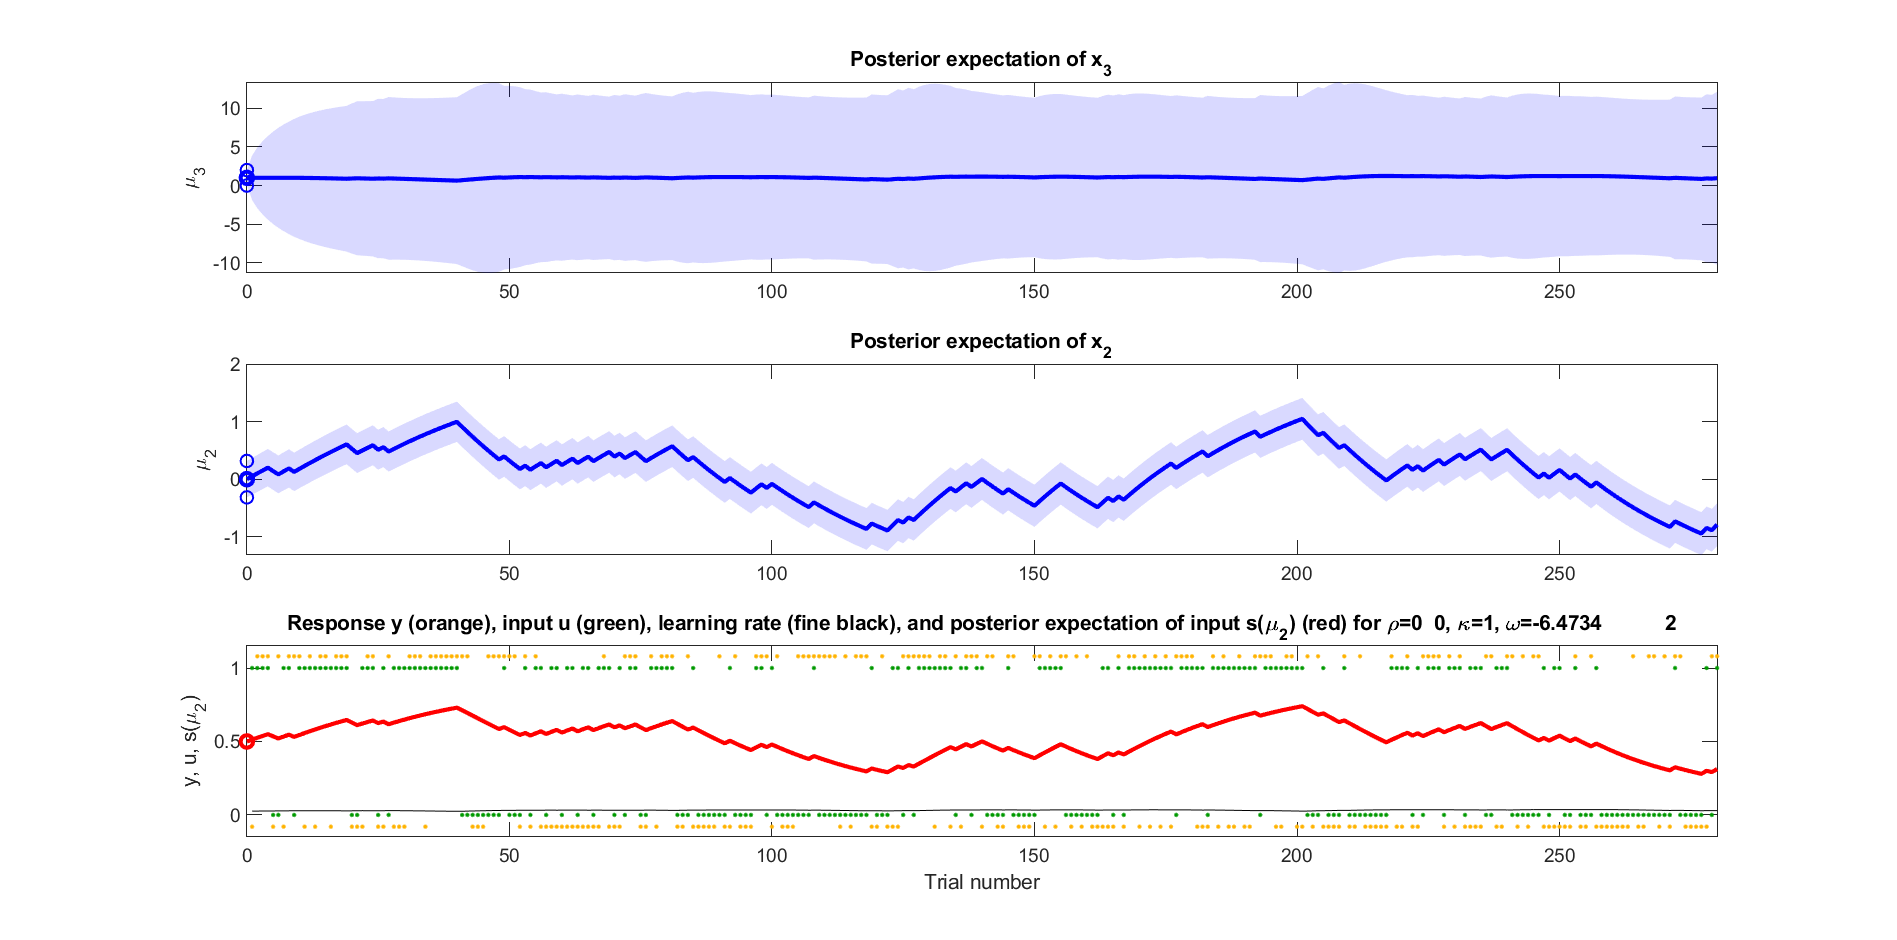 Posterior expectation of x3
10
5
0
-5
-10
μ3
0 50 100 150 200 250
Posterior expectation of x2
2
1
0
-1
μ2
0 50 100 150 200 250
Response y (orange), input u (green), learning rate (fine black), and posterior expectation of input s(μ2) (red) for ρ=0 0, κ=1, ω=-6.4734 2
1
0.5
0
y, u, s(μ2)
0 50 100 150 200 250
Trial number